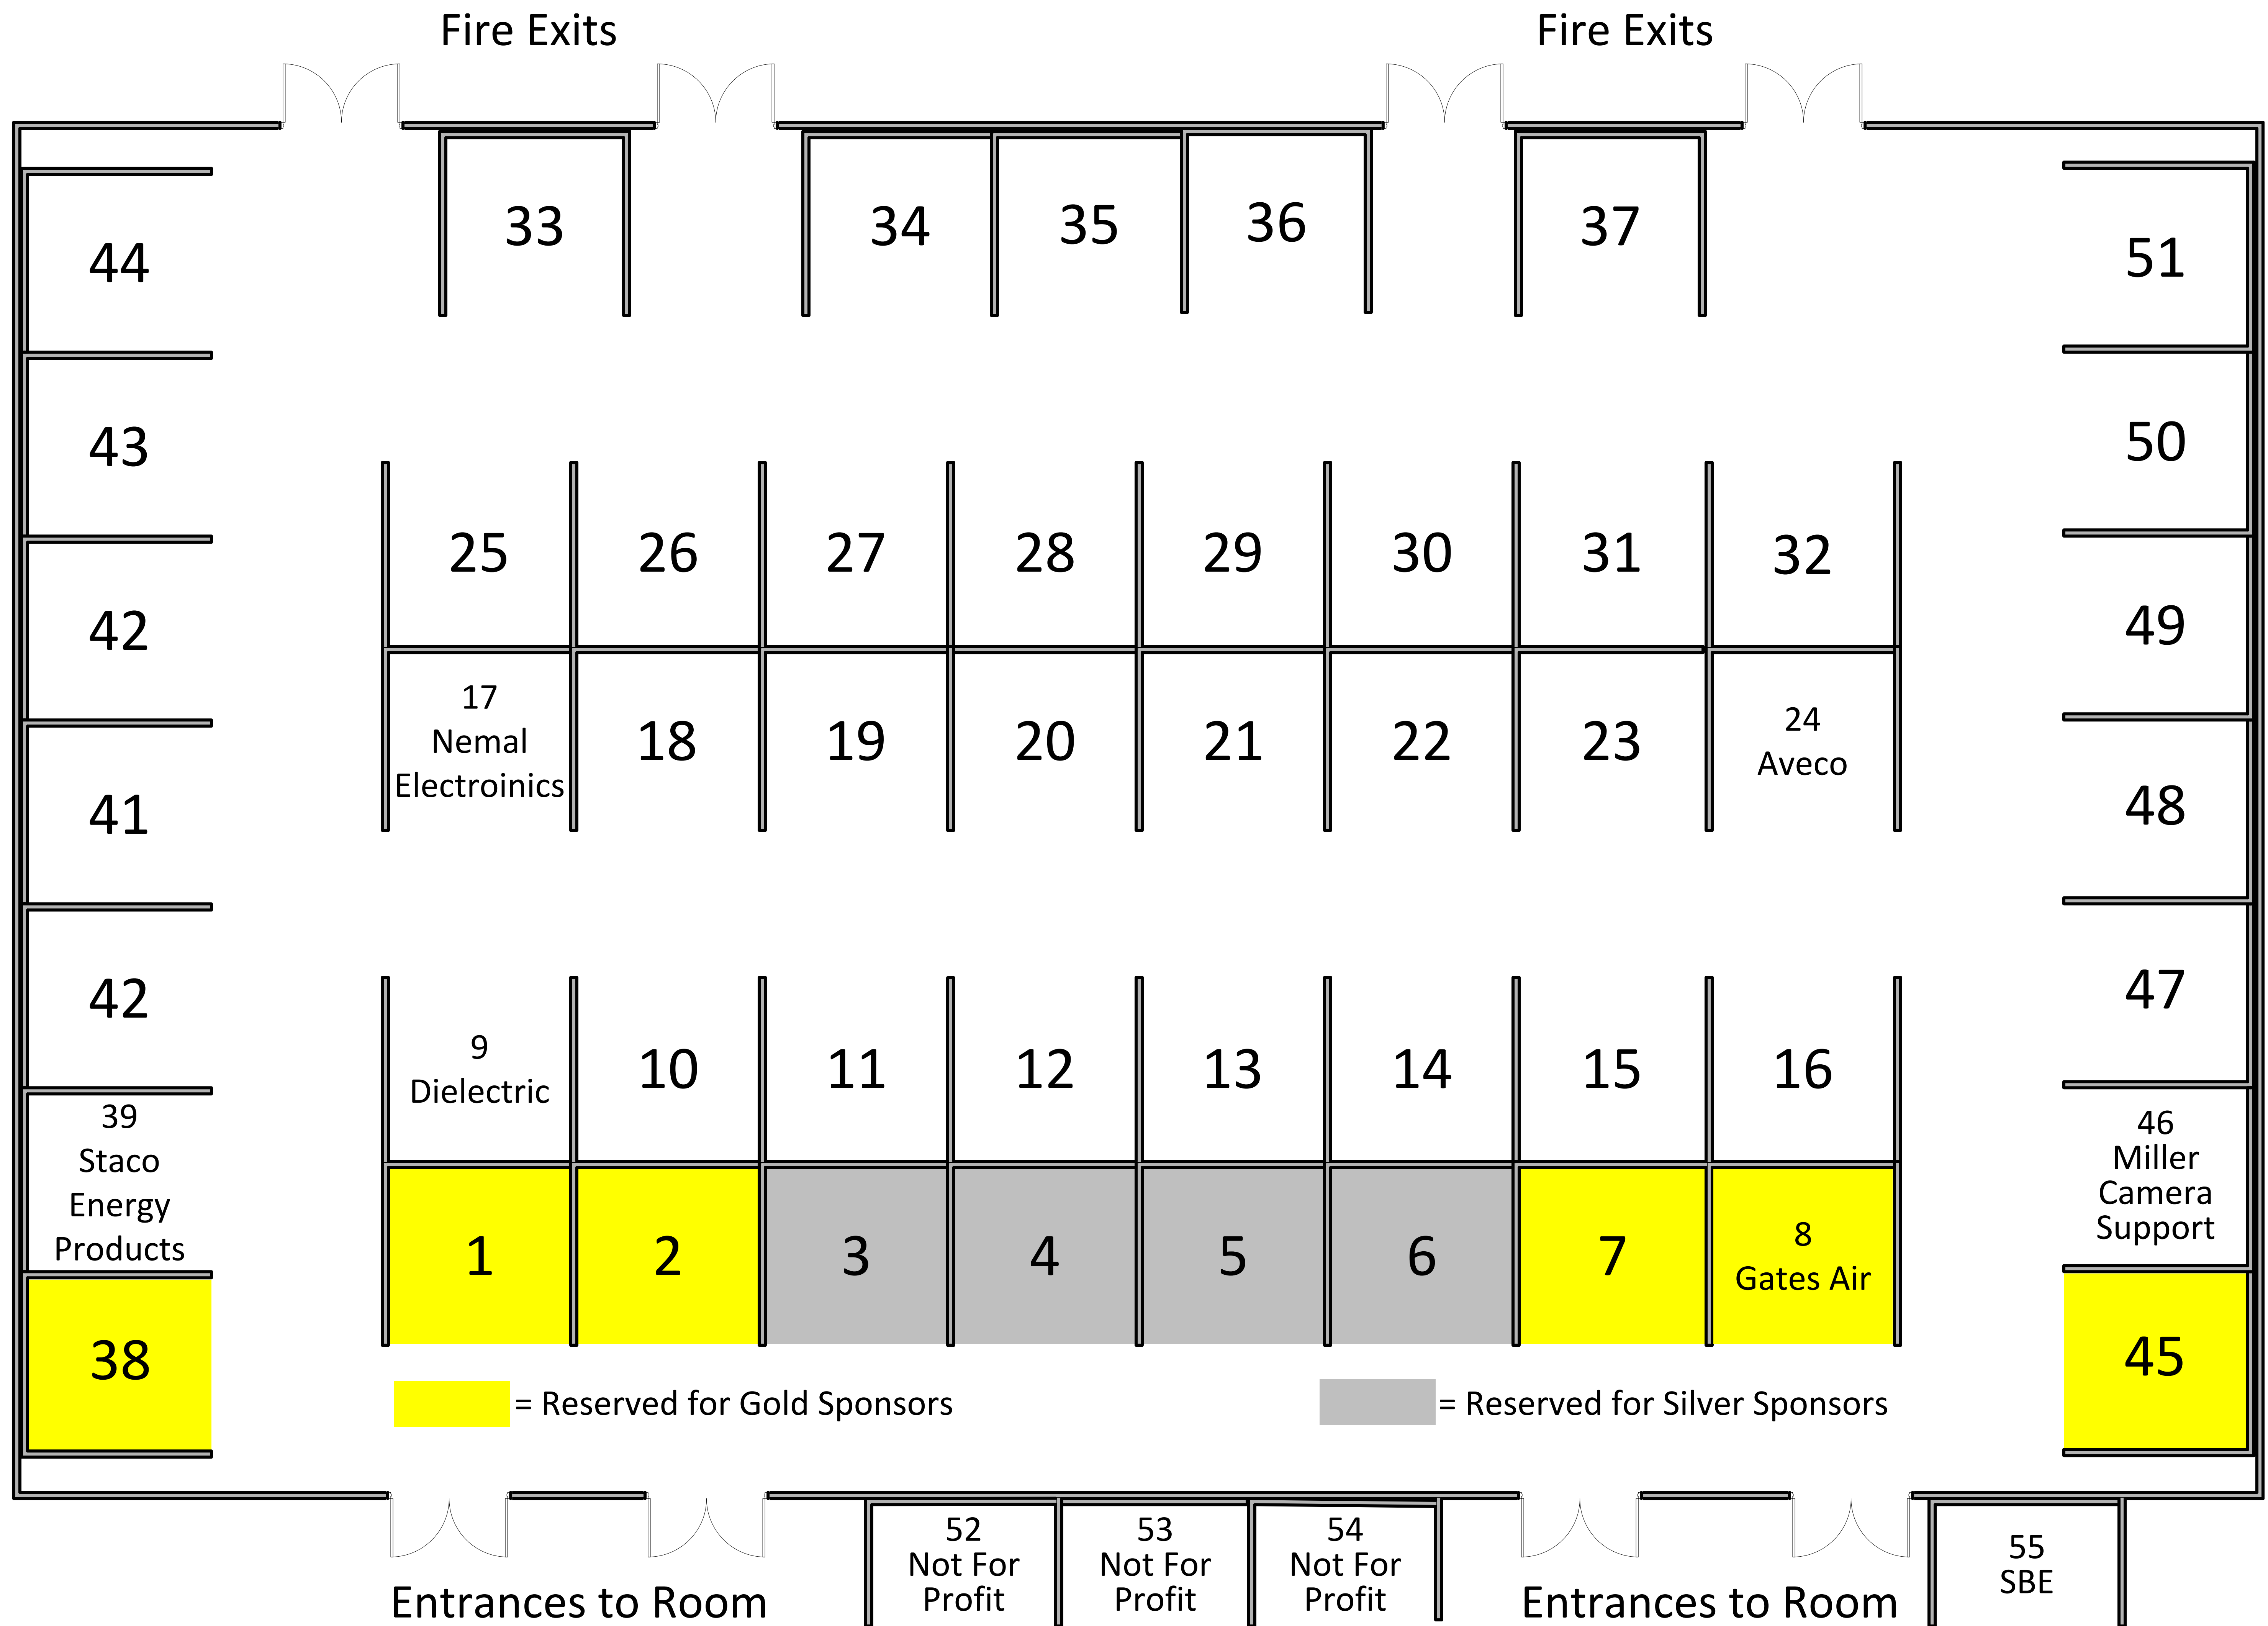 Fire Exits
Fire Exits
33
34
35
36
37
44
51
43
50
25
26
27
28
29
30
31
32
42
49
17
Nemal
Electroinics
18
19
20
21
22
23
24
Aveco
41
48
42
47
9
Dielectric
10
11
12
13
14
15
16
39
Staco
Energy
Products
46
Miller
Camera
Support
1
2
3
4
5
6
7
8
Gates Air
38
45
= Reserved for Gold Sponsors
= Reserved for Silver Sponsors
52
Not For
Profit
53
Not For
Profit
54
Not For
Profit
55
SBE
Entrances to Room
Entrances to Room